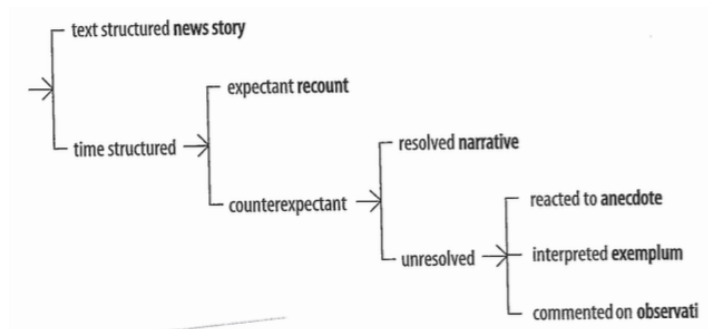 text structured news story
expectant recount
time structured
resolved narrative
counterexpectant
reacted to anecdote
unresolved
interpreted exemplum
commented on observati